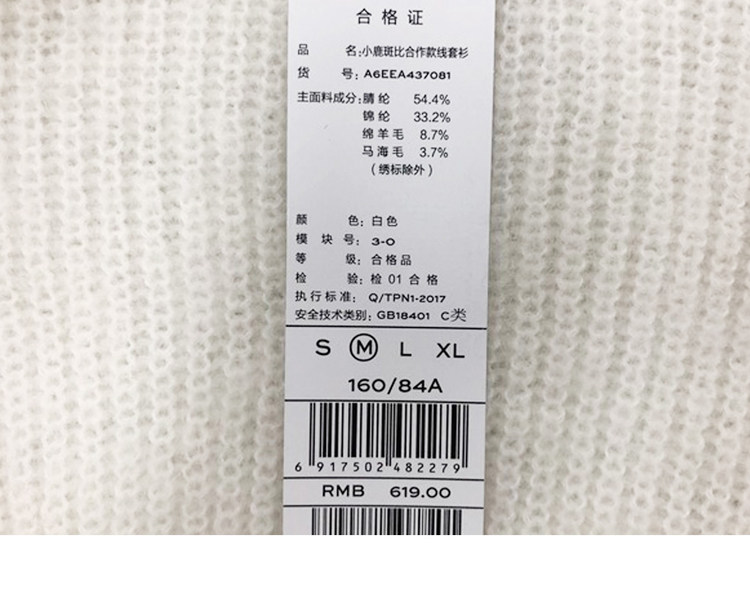 合格证
品 名:小鹿斑比合作款线套衫
货 号: A6EEA437081
主面料成分:腈纶 54.4%
锦纶 33.2%
绵羊毛 8.7%
马海毛 3.7%
(绣标除外)
颜 色: 白色
模 块 号: 3-0
等 级: 合格品
检 验: 检 01 合格
执行标准: Q/TPN1-2017
安全技术类别: GB18401 C类
S M L XL
160/84A
6 917502 482279
RMB 619.00